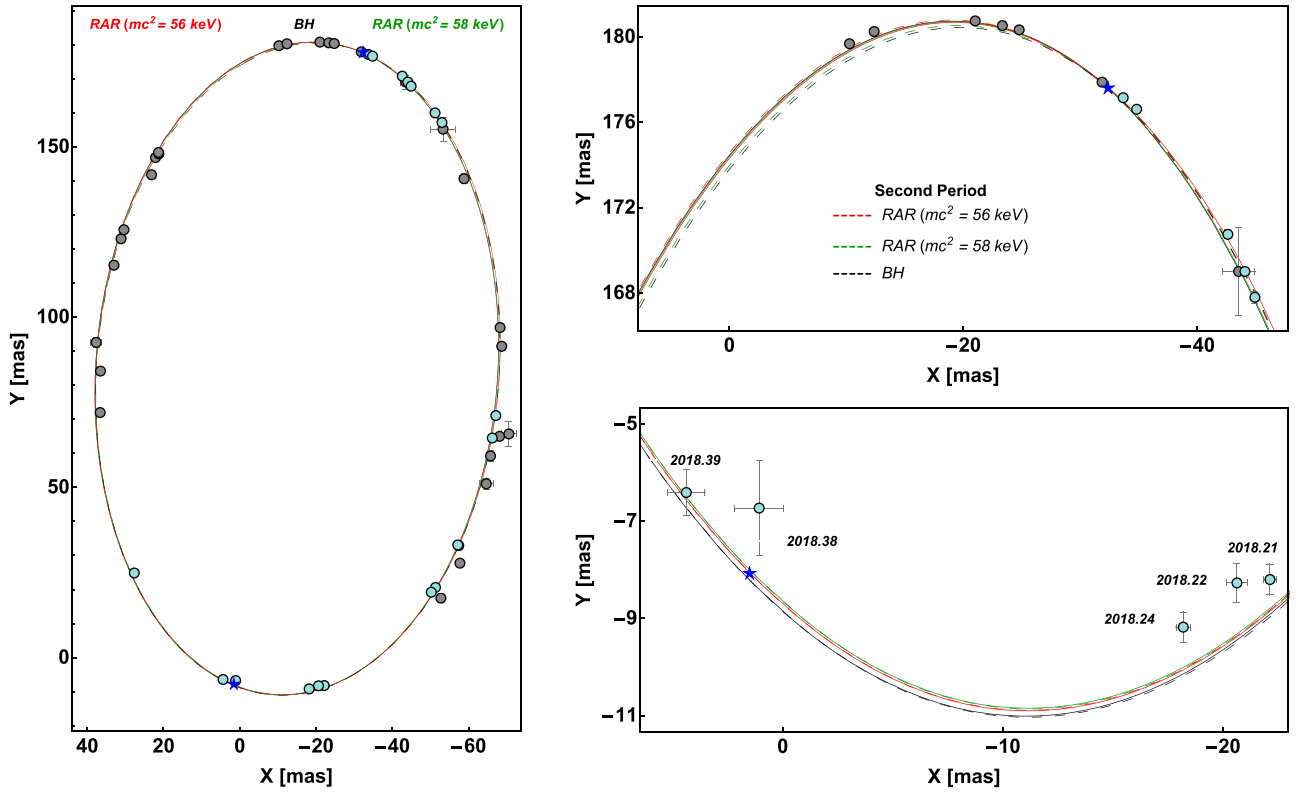 RAR (mc² = 56 keV) BH RAR (mc² = 58 keV)
150
100
50
0
Y [mas]
40 20 0 −20 −40 −60
X [mas]
180
176
172
168
Y [mas]
Second Period
RAR (mc² = 56 keV)
RAR (mc² = 58 keV)
BH
0 −20 −40
X [mas]
−5
−7
−9
−11
Y [mas]
2018.39
2018.38
2018.21
2018.22
2018.24
0 −10 −20
X [mas]